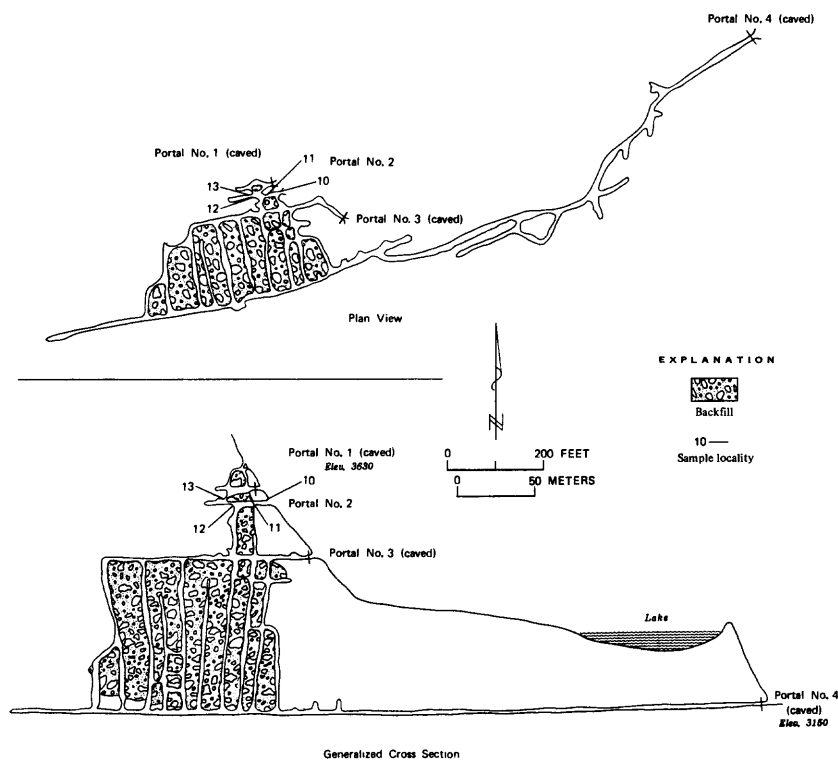 Portal No. 4 (caved)
Portal No. 1 (caved)
11
Portal No. 2
13
10
12
Portal No. 3 (caved)
Plan View
N
EXPLANATION
Backfill
10
Sample locality
0 200 FEET
0 50 METERS
Portal No. 1 (caved)
Elev. 3630
13
10
Portal No. 2
12
11
Portal No. 3 (caved)
Lake
Portal No. 4
(caved)
Elev. 3150
Generalized Cross Section